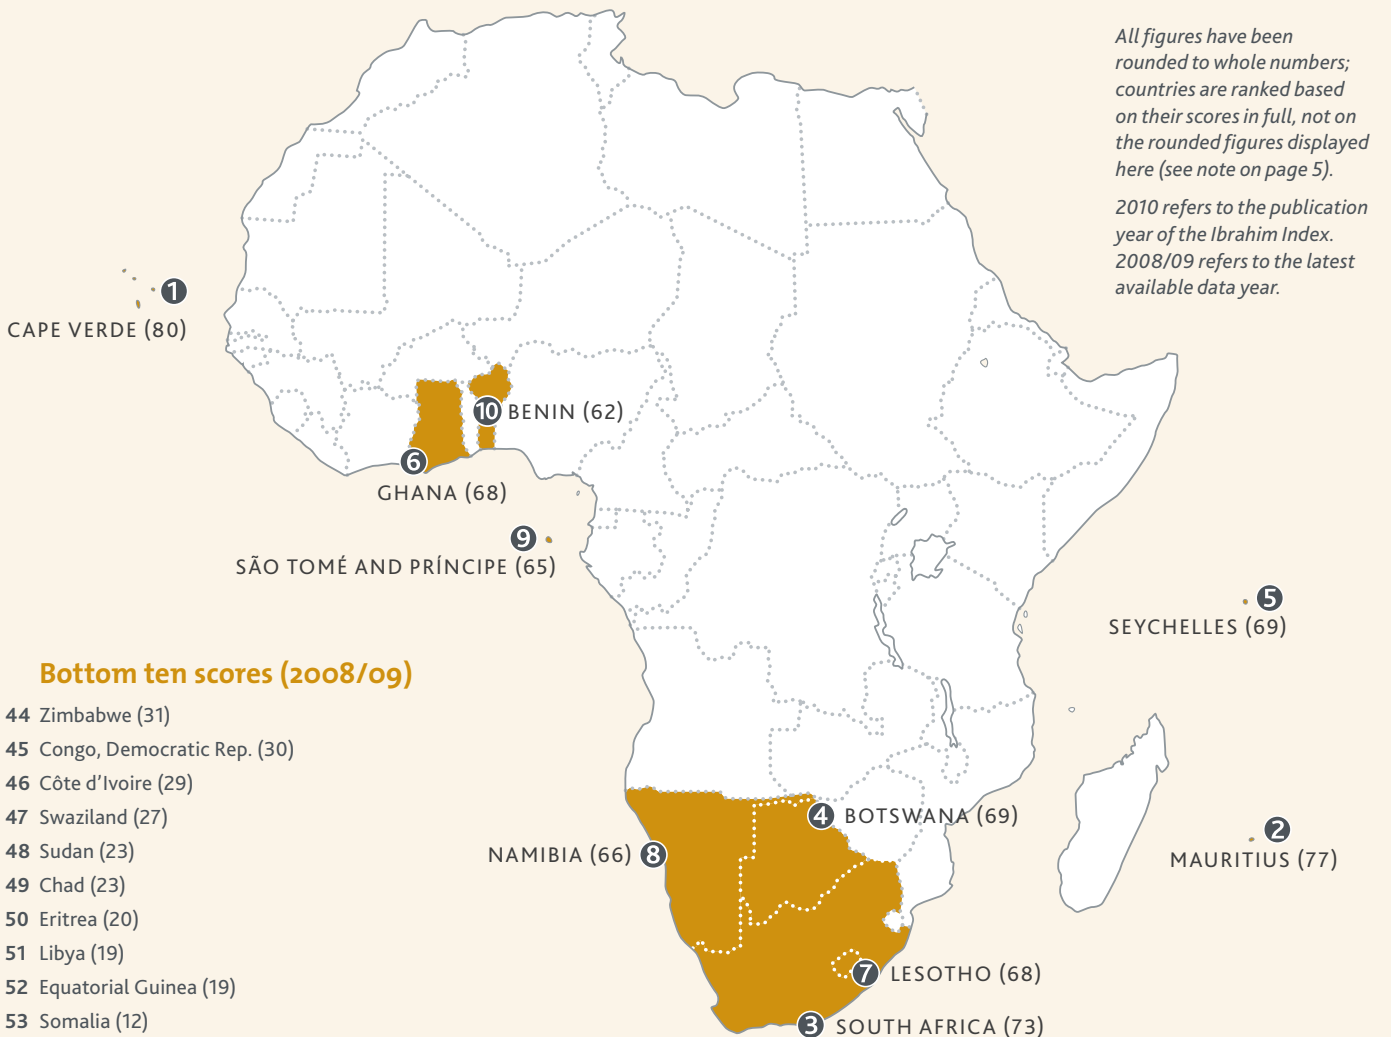 All figures have been
rounded to whole numbers;
countries are ranked based
on their scores in full, not on
the rounded figures displayed
here (see note on page 5).
2010 refers to the publication
year of the Ibrahim Index.
2008/09 refers to the latest
available data year.
1
CAPE VERDE (80)
10 BENIN (62)
6
GHANA (68)
9
SÃO TOMÉ AND PRÍNCIPE (65)
5
SEYCHELLES (69)
4 BOTSWANA (69)
2
MAURITIUS (77)
NAMIBIA (66) 8
7 LESOTHO (68)
3 SOUTH AFRICA (73)
Bottom ten scores (2008/09)
44 Zimbabwe (31)
45 Congo, Democratic Rep. (30)
46 Côte d'Ivoire (29)
47 Swaziland (27)
48 Sudan (23)
49 Chad (23)
50 Eritrea (20)
51 Libya (19)
52 Equatorial Guinea (19)
53 Somalia (12)